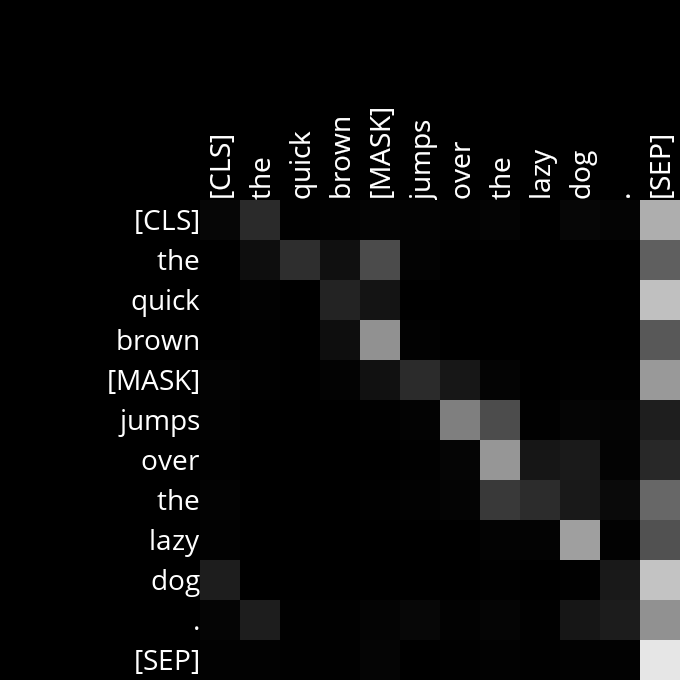 [CLS] the quick brown [MASK] jumps over the lazy dog . [SEP]
[CLS]
the
quick
brown
[MASK]
jumps
over
the
lazy
dog
.
[SEP]